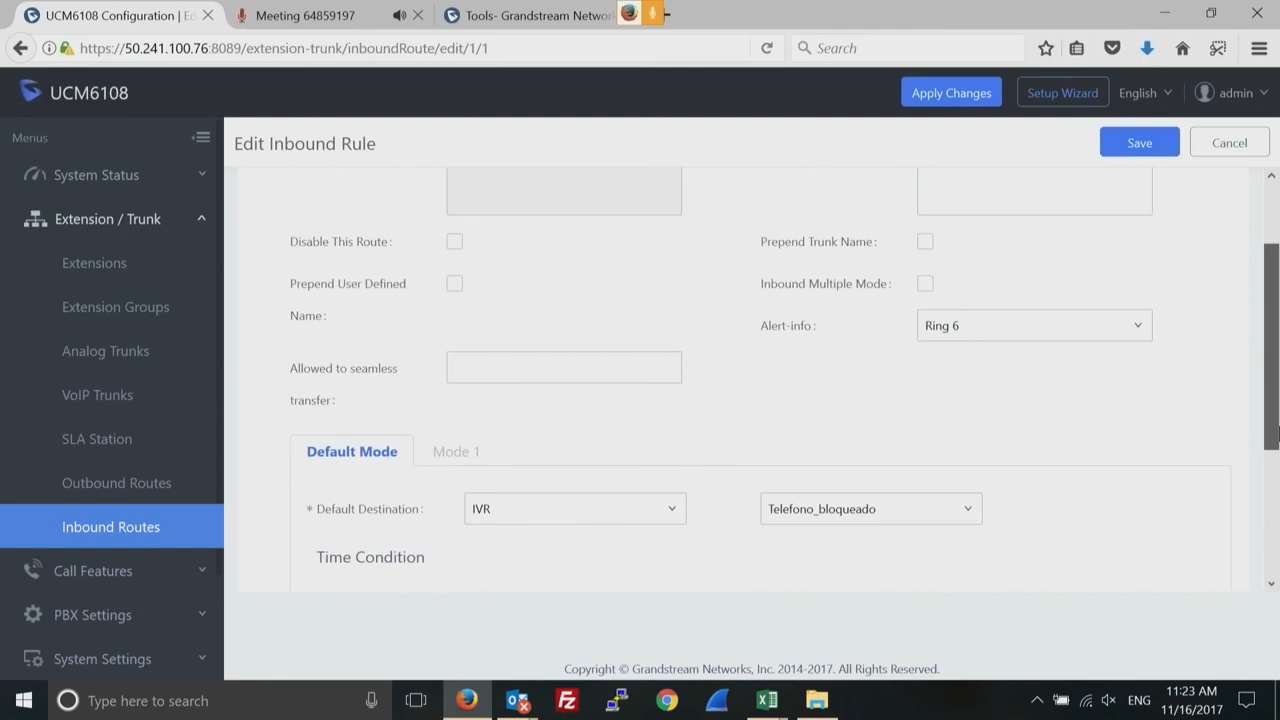 UCM6108 Configuration | Ed
Meeting 64859197
Tools- Grandstream Networ
https://50.241.100.76:8089/extension-trunk/inboundRoute/edit/1/1
Search
UCM6108
Apply Changes
Setup Wizard
English
admin
Menus
Edit Inbound Rule
Save
Cancel
System Status
Extension / Trunk
Extensions
Extension Groups
Analog Trunks
VoIP Trunks
SLA Station
Outbound Routes
Inbound Routes
Call Features
PBX Settings
System Settings
Disable This Route:
Prepend Trunk Name:
Prepend User Defined
Name:
Inbound Multiple Mode:
Alert-info: Ring 6
Allowed to seamless
transfer:
Default Mode
Mode 1
* Default Destination: IVR Telefono_bloqueado
Time Condition
Copyright © Grandstream Networks, Inc. 2014-2017. All Rights Reserved.
Type here to search
ENG
11:23 AM
11/16/2017